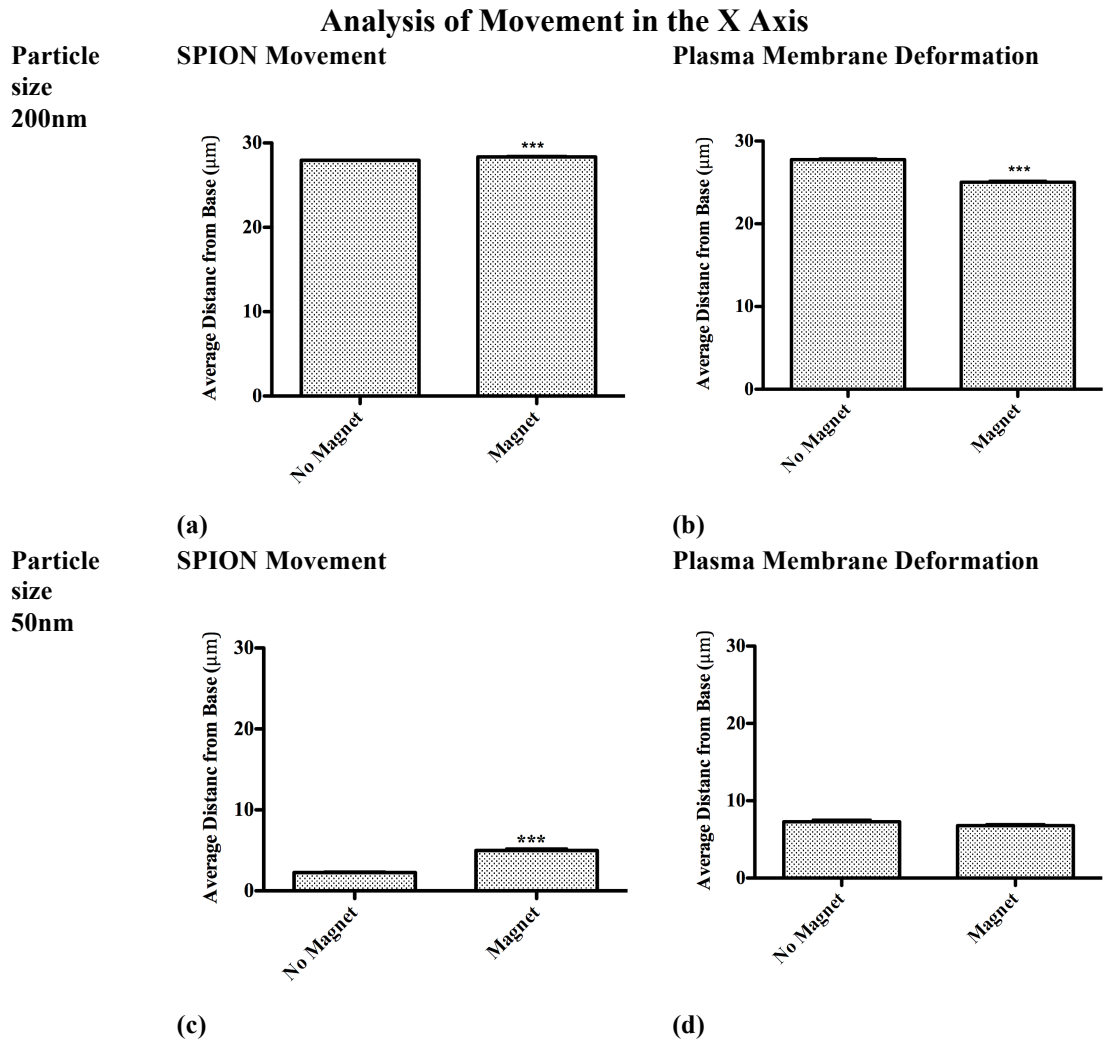 Analysis of Movement in the X Axis
Particle size 200nm
SPION Movement
Plasma Membrane Deformation
Average Distanc from Base (µm)
30
20
10
0
***
No Magnet
Magnet
(a)
Average Distanc from Base (µm)
30
20
10
0
***
No Magnet
Magnet
(b)
Particle size 50nm
SPION Movement
Plasma Membrane Deformation
Average Distanc from Base (µm)
30
20
10
0
***
No Magnet
Magnet
(c)
Average Distanc from Base (µm)
30
20
10
0
No Magnet
Magnet
(d)